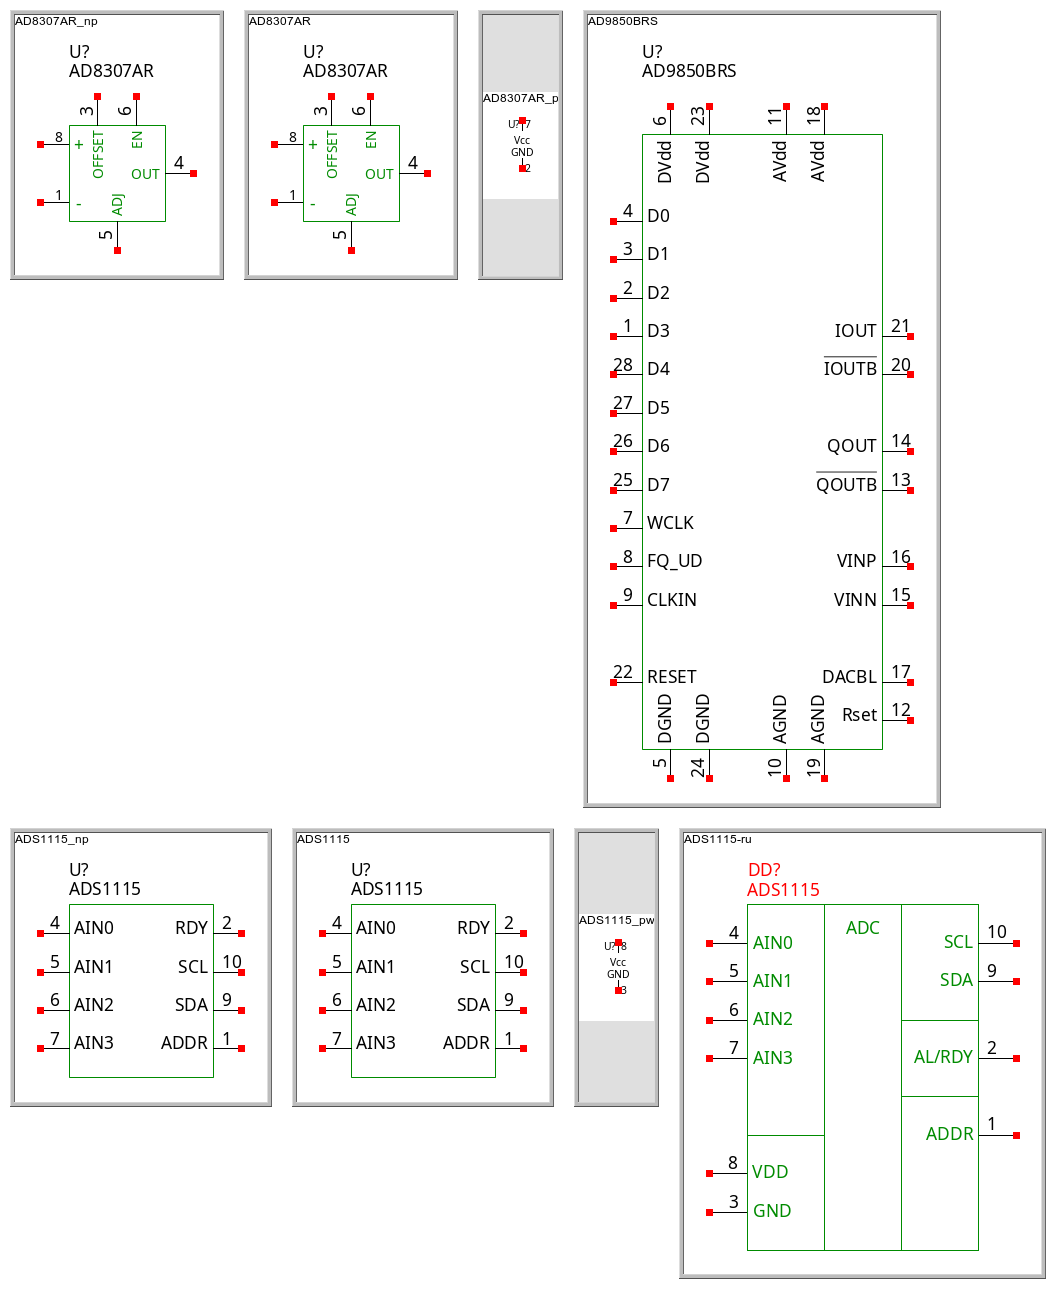 AD8307AR_np
U?
AD8307AR
3
6
8
+
OFFSET
EN
4
OUT
1
-
ADJ
5
AD8307AR
U?
AD8307AR
3
6
8
+
OFFSET
EN
4
OUT
1
-
ADJ
5
AD8307AR_p
U?
7
Vcc
GND
2
AD9850BRS
U?
AD9850BRS
6
23
11
18
DVdd
DVdd
AVdd
AVdd
4 D0
3 D1
2 D2
1 D3
IOUT 21
28 D4
IOUTB 20
27 D5
26 D6
QOUT 14
25 D7
QOUTB 13
7 WCLK
8 FQ_UD
VINP 16
9 CLKIN
VINN 15
22 RESET
DACBL 17
Rset 12
DGND
DGND
AGND
AGND
5
24
10
19
ADS1115_np
U?
ADS1115
4 AIN0 RDY 2
5 AIN1 SCL 10
6 AIN2 SDA 9
7 AIN3 ADDR 1
ADS1115
U?
ADS1115
4 AIN0 RDY 2
5 AIN1 SCL 10
6 AIN2 SDA 9
7 AIN3 ADDR 1
ADS1115_pw
U?
8
Vcc
GND
3
ADS1115-ru
DD?
ADS1115
ADC
4 AIN0 SCL 10
5 AIN1 SDA 9
6 AIN2
7 AIN3 AL/RDY 2
ADDR 1
8 VDD
3 GND